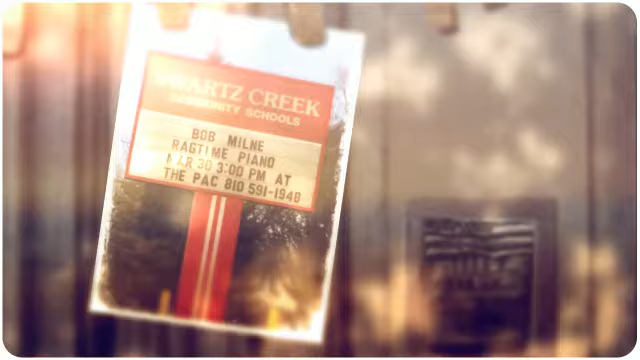 SWARTZ CREEK
COMMUNITY SCHOOLS
BOB MILNE
RAGTIME PIANO
MAR 30 3:00 PM AT
THE PAC 810 591-1948